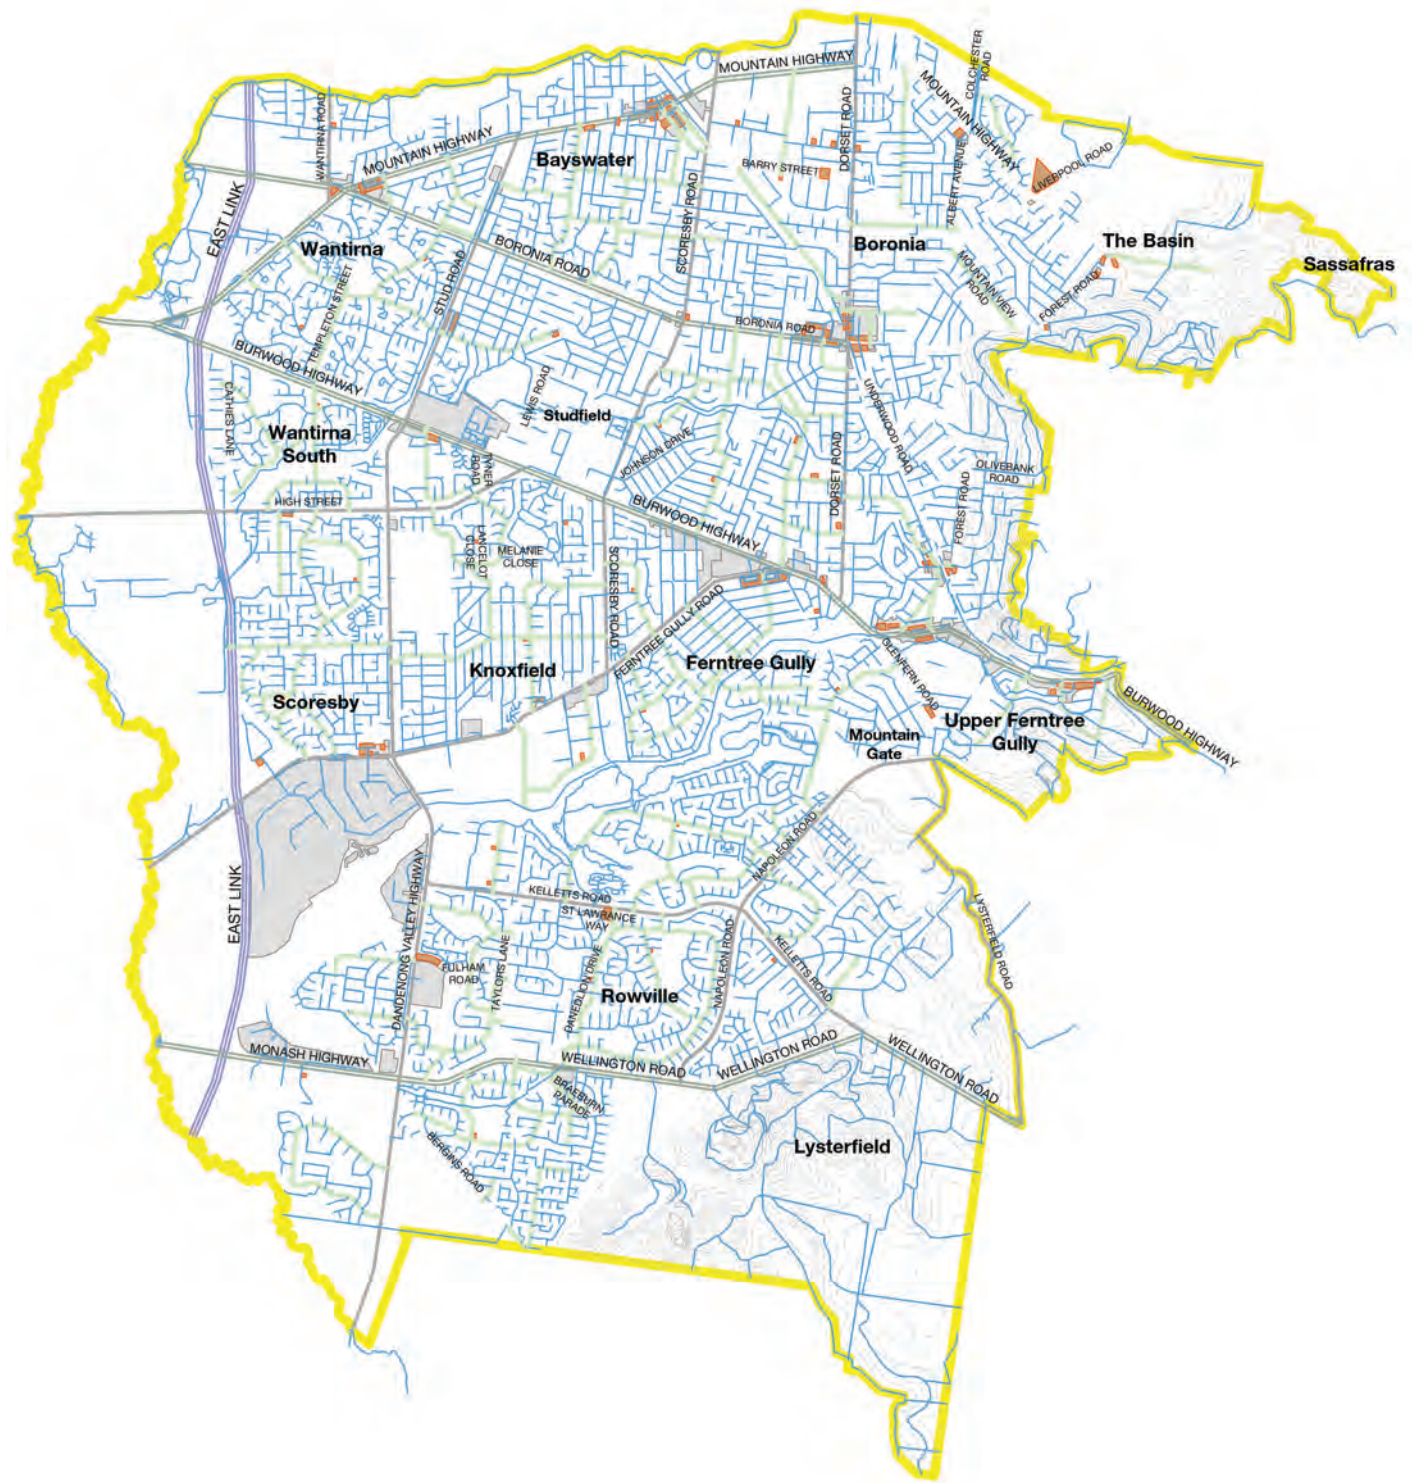 MOUNTAIN HIGHWAY
COLCHESTER
ROAD
MOUNTAIN HIGHWAY
WANTIRNA ROAD
MOUNTAIN HIGHWAY
DORSET ROAD
Bayswater
BARRY STREET
ALBERT AVENUE
LIVERPOOL ROAD
EAST LINK
SCORESBY ROAD
Wantirna
BORONIA ROAD
Boronia
The Basin
Sassafras
STUD ROAD
TEMPLETON STREET
MOUNTAIN VIEW
ROAD
FOREST ROAD
BORONIA ROAD
BURWOOD HIGHWAY
CATHIES LANE
LEWIS ROAD
Studfield
UNDERWOOD ROAD
Wantirna
South
JOHNSON DRIVE
TYNER
ROAD
DORSET ROAD
OLIVEBANK
ROAD
HIGH STREET
BURWOOD HIGHWAY
FOREST ROAD
LANCELOT
CLOSE
MELANIE
CLOSE
SCORESBY ROAD
FERNTREE GULLY ROAD
Knoxfield
Ferntree Gully
GLENFERN ROAD
Scoresby
BURWOOD HIGHWAY
Upper Ferntree
Gully
Mountain
Gate
NAPOLEON ROAD
EAST LINK
DANDENONG VALLEY HIGHWAY
KELLETTS ROAD
ST LAWRANCE
WAY
LYSTERFIELD ROAD
TAYLORS LANE
FULHAM
ROAD
DANEDLION DRIVE
NAPOLEON ROAD
KELLETTS ROAD
Rowville
MONASH HIGHWAY
WELLINGTON ROAD
WELLINGTON ROAD
WELLINGTON ROAD
BRAEBURN
PARADE
BERGINS ROAD
Lysterfield